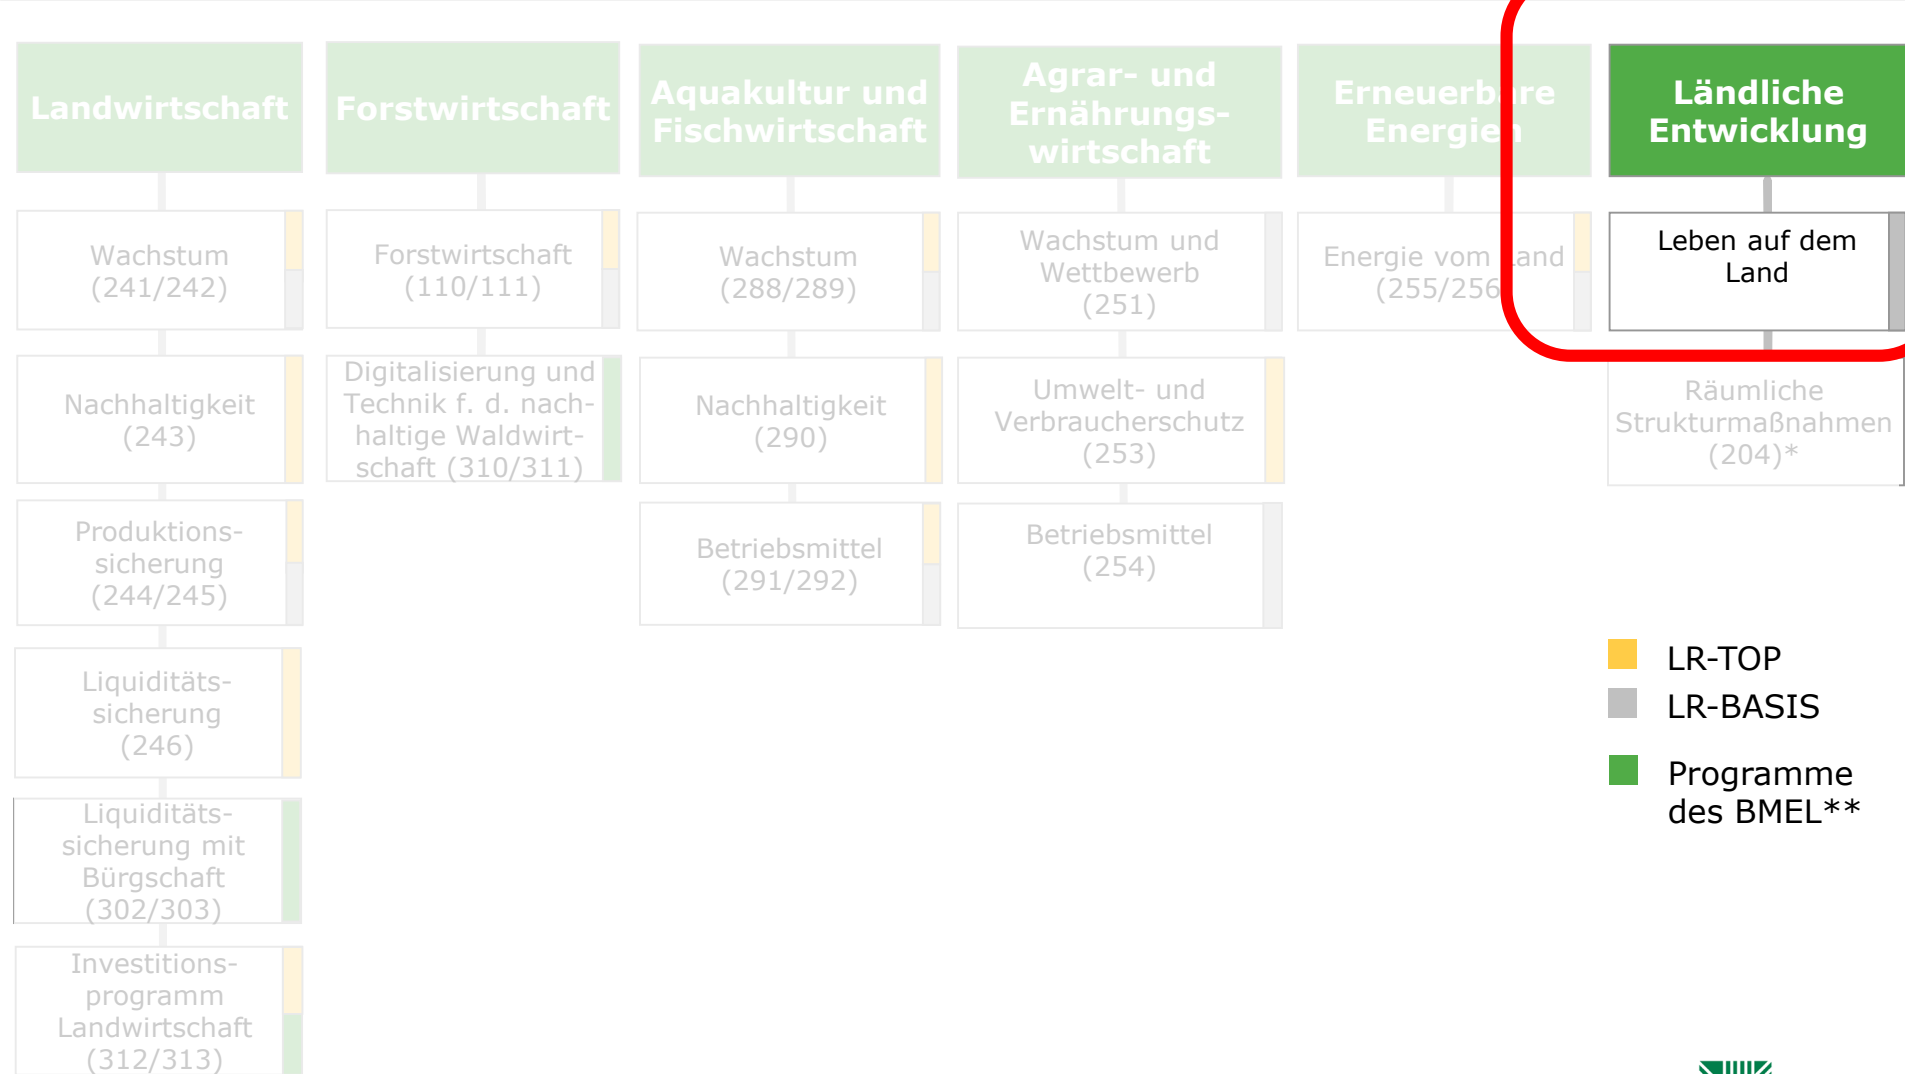 Landwirtschaft
Wachstum
(241/242)
Nachhaltigkeit
(243)
Produktions-
sicherung
(244/245)
Liquiditäts-
sicherung
(246)
Liquiditäts-
sicherung mit
Bürgschaft
(302/303)
Investitions-
programm
Landwirtschaft
(312/313)
Forstwirtschaft
Forstwirtschaft
(110/111)
Digitalisierung und
Technik f. d. nach-
haltige Waldwirt-
schaft (310/311)
Aquakultur und
Fischwirtschaft
Wachstum
(288/289)
Nachhaltigkeit
(290)
Betriebsmittel
(291/292)
Agrar- und
Ernährungs-
wirtschaft
Wachstum und
Wettbewerb
(251)
Umwelt- und
Verbraucherschutz
(253)
Betriebsmittel
(254)
Erneuerbare
Energien
Energie vom Land
(255/256
Ländliche
Entwicklung
Leben auf dem
Land
Räumliche
Strukturmaßnahmen
(204)*
LR-TOP
LR-BASIS
Programme
des BMEL**